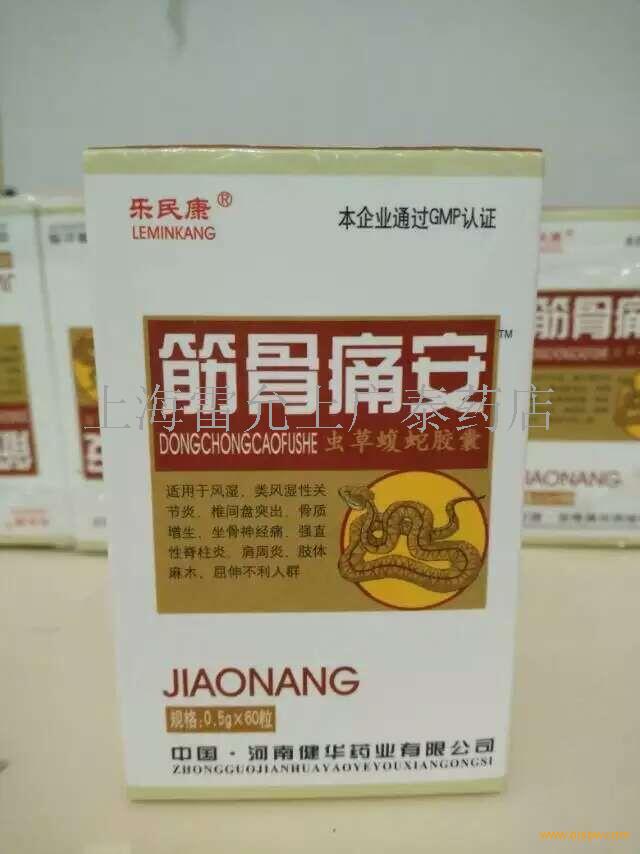 乐民康®
LEMINKANG
本企业通过GMP认证
筋骨痛安™
上海雷允上广泰药店
DONGCHONGCAOFUSHE 虫草蝮蛇胶囊
适用于风湿、类风湿性关
节炎、椎间盘突出、骨质
增生、坐骨神经痛、强直
性脊柱炎、肩周炎、肢体
麻木、屈伸不利人群
JIAONANG
规格:0.5g×60粒
中国·河南健华药业有限公司
ZHONGGUOJIANHUAYAOYEYOUXIANGONGSI
筋骨痛